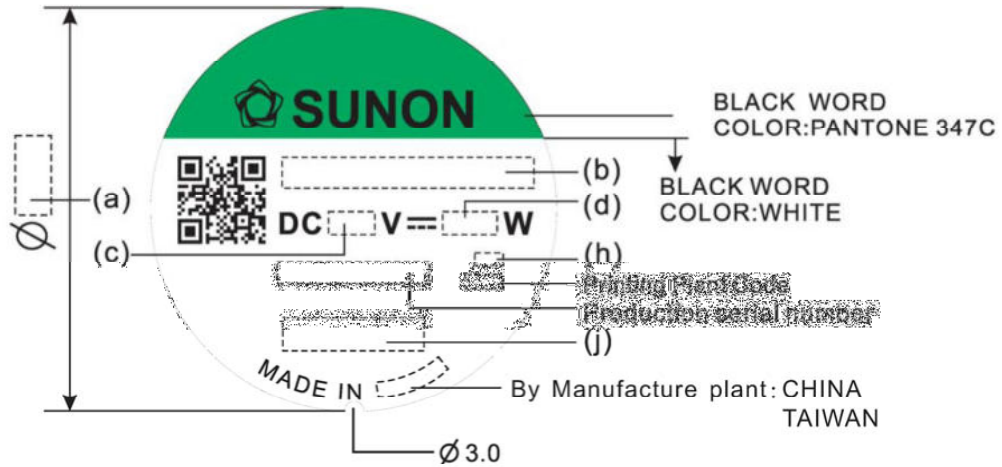 SUNON
BLACK WORD
COLOR:PANTONE 347C
BLACK WORD
COLOR:WHITE
(a)
(b)
(d)
DC V W
(c)
(h)
Printing Plant Code
Production serial number
(j)
MADE IN
By Manufacture plant: CHINA
TAIWAN
Ø
Ø 3.0